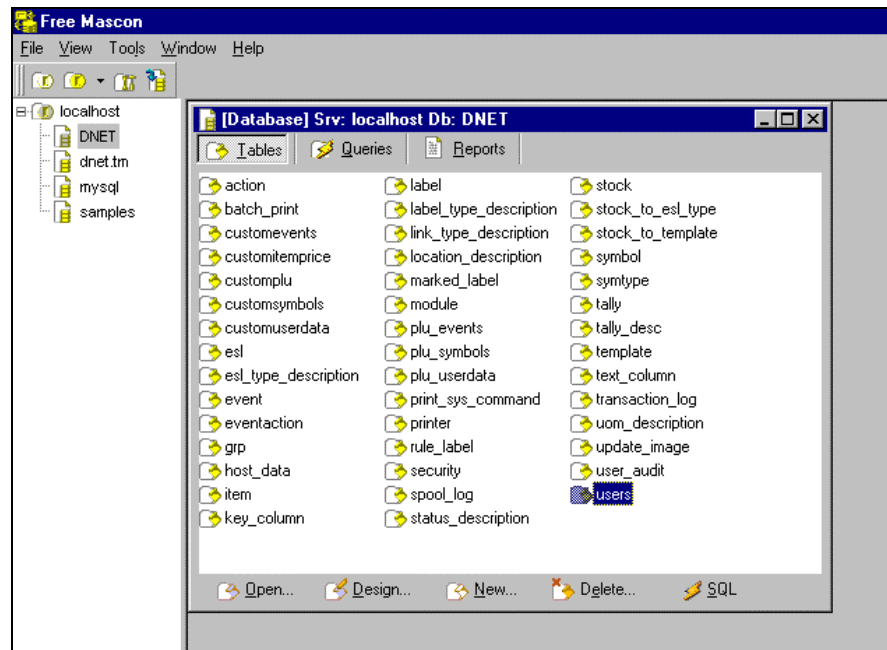 Free Mascon
File View Tools Window Help
localhost
DNET
dnet.tm
mysql
samples
[Database] Srv: localhost Db: DNET
Tables Queries Reports
action label stock
batch_print label_type_description stock_to_esl_type
customevents link_type_description stock_to_template
customitemprice location_description symbol
customplu marked_label symtype
customsymbols module tally
customuserdata plu_events tally_desc
esl plu_symbols template
esl_type_description plu_userdata text_column
event print_sys_command transaction_log
eventaction printer uom_description
grp rule_label update_image
host_data security user_audit
item spool_log users
key_column status_description
Open... Design... New... Delete... SQL